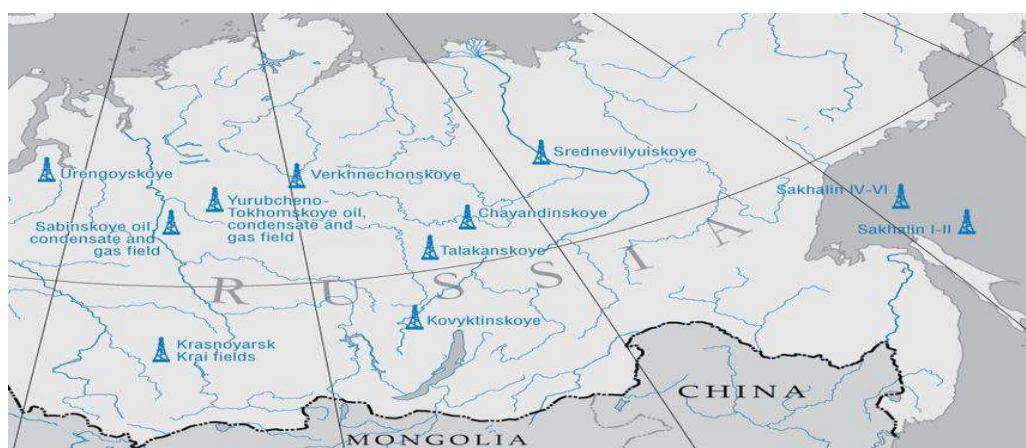 Srednevilyuiskoye
Urengoyskoye
Verkhnechonskoye
Sakhalin IV-VI
Yurubcheno-
Tokhomskoye oil,
condensate and
gas field
Chayandinskoye
Sabinskoye oil,
condensate and
gas field
Sakhalin I-II
Talakanskoye
RUSSIA
Kovyktinskoye
Krasnoyarsk
Krai fields
CHINA
MONGOLIA